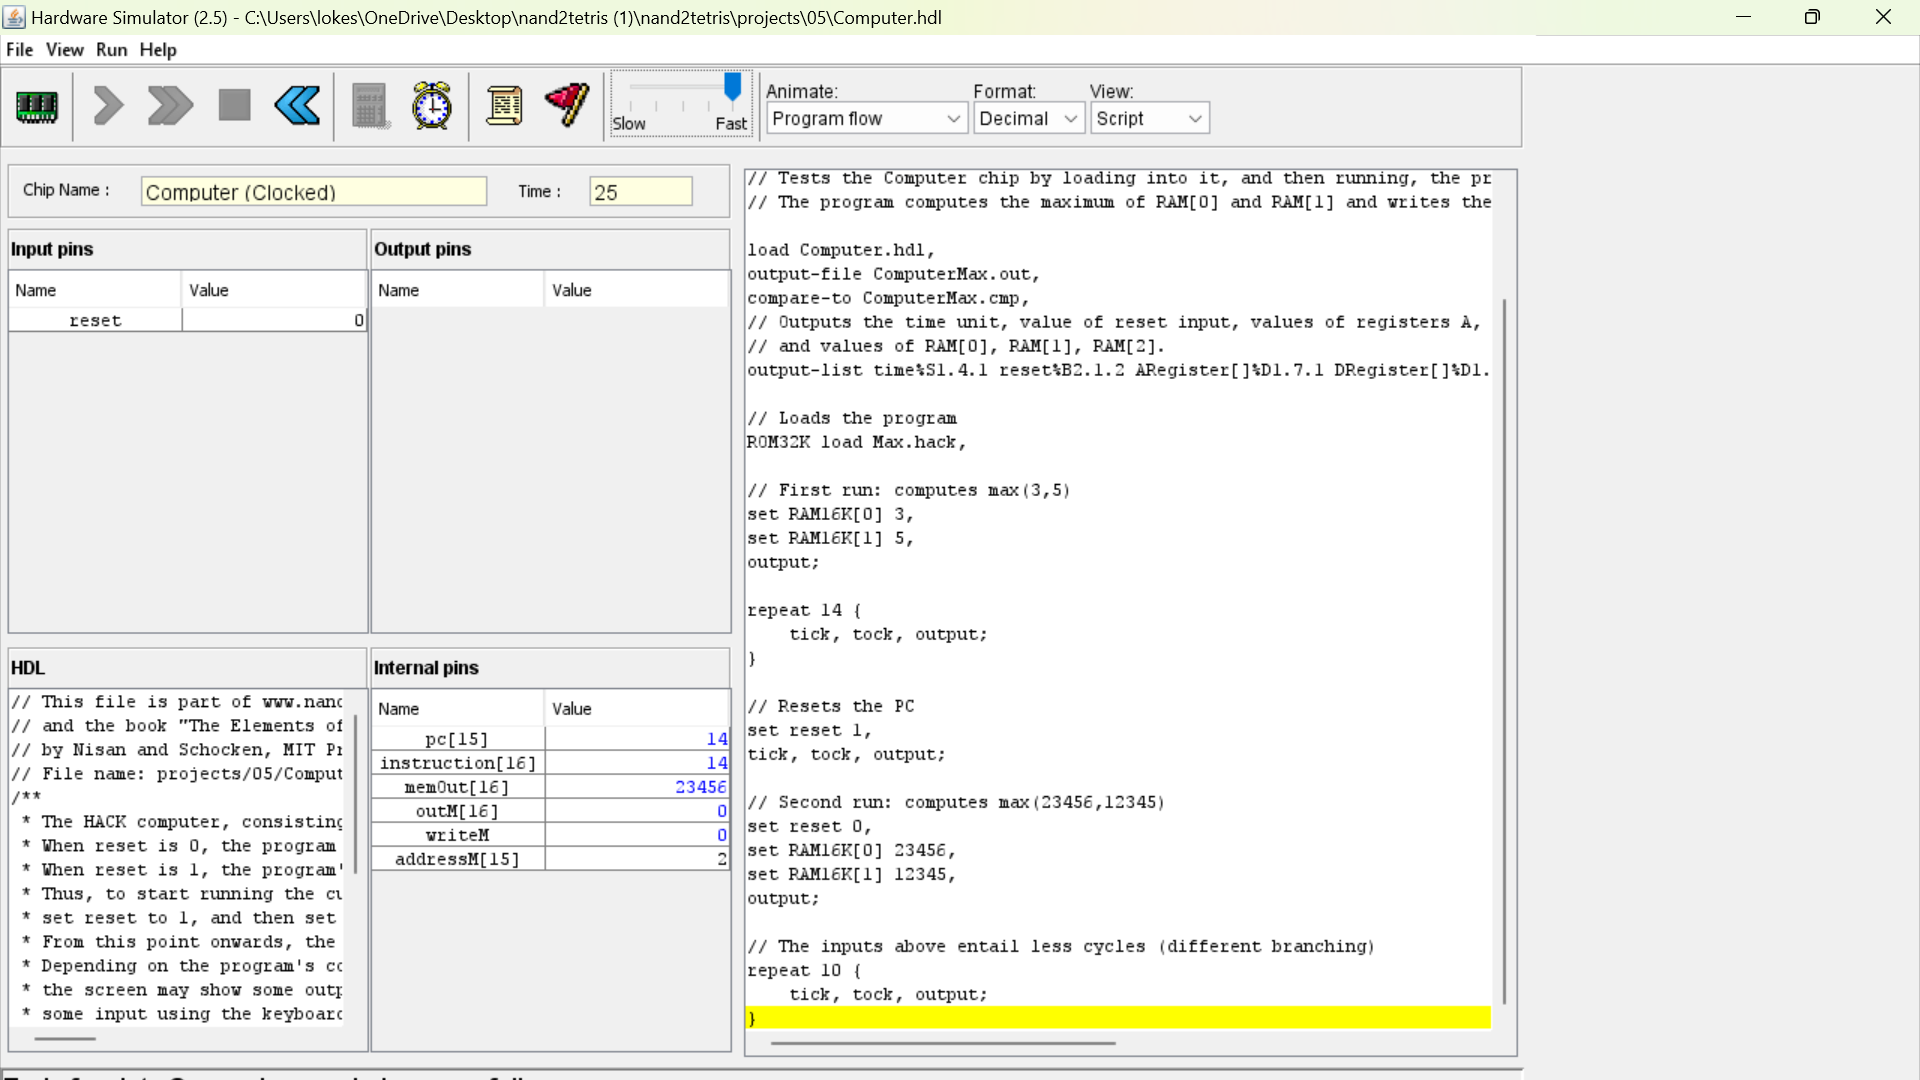 Hardware Simulator (2.5) - C:\Users\lokes\OneDrive\Desktop\nand2tetris (1)\nand2tetris\projects\05\Computer.hdl
File View Run Help
Slow Fast
Animate:
Program flow
Format:
Decimal
View:
Script
Chip Name :
Computer (Clocked)
Time :
25
Input pins
Name Value
reset 0
Output pins
Name Value
HDL
// This file is part of www.nand
// and the book "The Elements of
// by Nisan and Schocken, MIT Pr
// File name: projects/05/Comput
/**
* The HACK computer, consisting
* When reset is 0, the program
* When reset is 1, the program'
* Thus, to start running the cu
* set reset to 1, and then set
* From this point onwards, the
* Depending on the program's co
* the screen may show some outp
* some input using the keyboard
Internal pins
Name Value
pc[15] 14
instruction[16] 14
memOut[16] 23456
outM[16] 0
writeM 0
addressM[15] 2
// Tests the Computer chip by loading into it, and then running, the pr
// The program computes the maximum of RAM[0] and RAM[1] and writes the
load Computer.hdl,
output-file ComputerMax.out,
compare-to ComputerMax.cmp,
// Outputs the time unit, value of reset input, values of registers A,
// and values of RAM[0], RAM[1], RAM[2].
output-list time%S1.4.1 reset%B2.1.2 ARegister[]%D1.7.1 DRegister[]%D1.
// Loads the program
ROM32K load Max.hack,
// First run: computes max(3,5)
set RAM16K[0] 3,
set RAM16K[1] 5,
output;
repeat 14 {
tick, tock, output;
}
// Resets the PC
set reset 1,
tick, tock, output;
// Second run: computes max(23456,12345)
set reset 0,
set RAM16K[0] 23456,
set RAM16K[1] 12345,
output;
// The inputs above entail less cycles (different branching)
repeat 10 {
tick, tock, output;
}